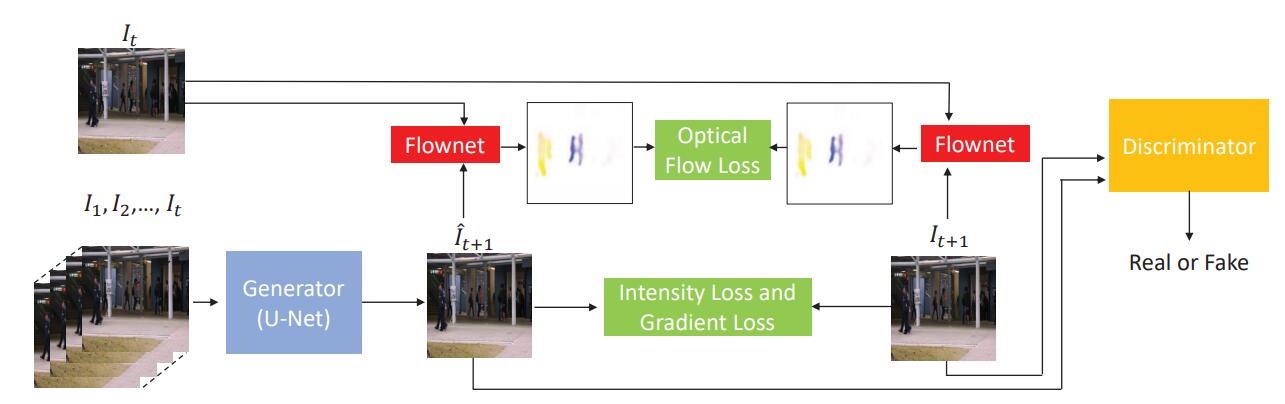 I_t
Flownet
Optical
Flow Loss
Flownet
Discriminator
I_1, I_2,..., I_t
Î_{t+1}
I_{t+1}
Real or Fake
Generator
(U-Net)
Intensity Loss and
Gradient Loss